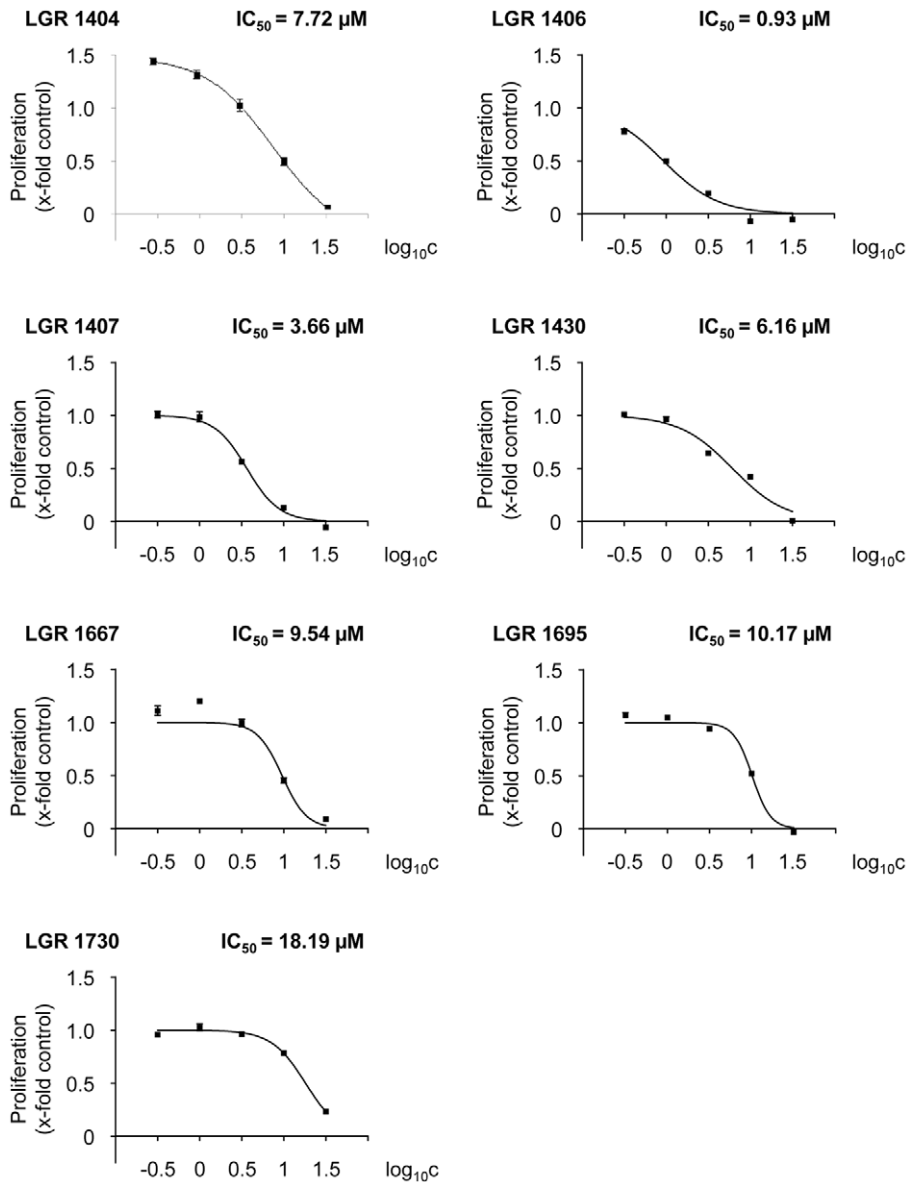 LGR 1404 IC50 = 7.72 µM
Proliferation
(x-fold control)
1.5
1.0
0.5
0
-0.5 0 0.5 1 1.5 log10c
LGR 1406 IC50 = 0.93 µM
Proliferation
(x-fold control)
1.5
1.0
0.5
0
-0.5 0 0.5 1 1.5 log10c
LGR 1407 IC50 = 3.66 µM
Proliferation
(x-fold control)
1.5
1.0
0.5
0
-0.5 0 0.5 1 1.5 log10c
LGR 1430 IC50 = 6.16 µM
Proliferation
(x-fold control)
1.5
1.0
0.5
0
-0.5 0 0.5 1 1.5 log10c
LGR 1667 IC50 = 9.54 µM
Proliferation
(x-fold control)
1.5
1.0
0.5
0
-0.5 0 0.5 1 1.5 log10c
LGR 1695 IC50 = 10.17 µM
Proliferation
(x-fold control)
1.5
1.0
0.5
0
-0.5 0 0.5 1 1.5 log10c
LGR 1730 IC50 = 18.19 µM
Proliferation
(x-fold control)
1.5
1.0
0.5
0
-0.5 0 0.5 1 1.5 log10c